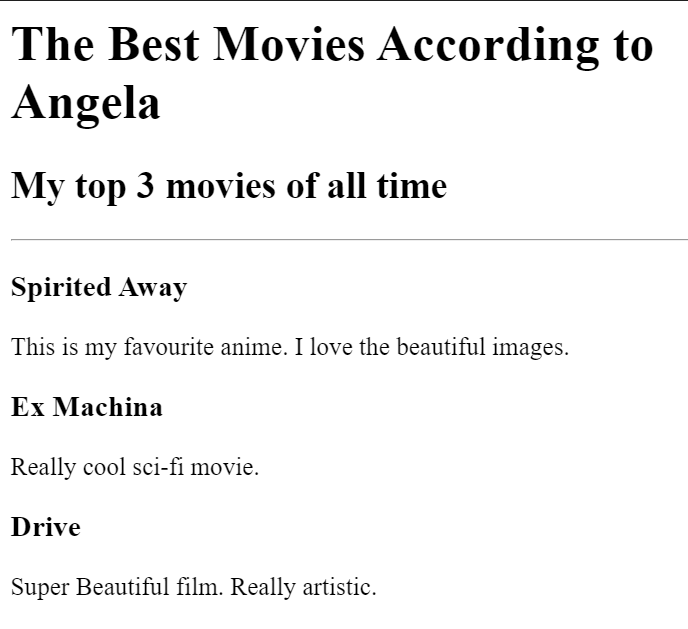 The Best Movies According to
Angela
My top 3 movies of all time
Spirited Away
This is my favourite anime. I love the beautiful images.
Ex Machina
Really cool sci-fi movie.
Drive
Super Beautiful film. Really artistic.